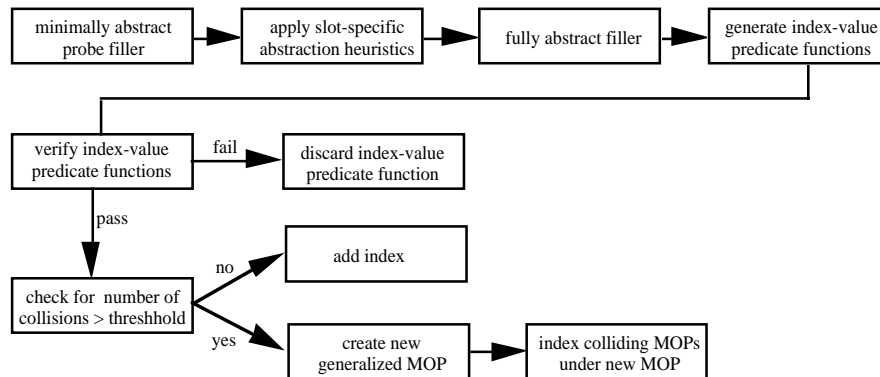 minimally abstract
probe filler
apply slot-specific
abstraction heuristics
fully abstract filler
generate index-value
predicate functions
verify index-value
predicate functions
fail
discard index-value
predicate function
pass
check for number of
collisions > threshhold
no
add index
yes
create new
generalized MOP
index colliding MOPs
under new MOP